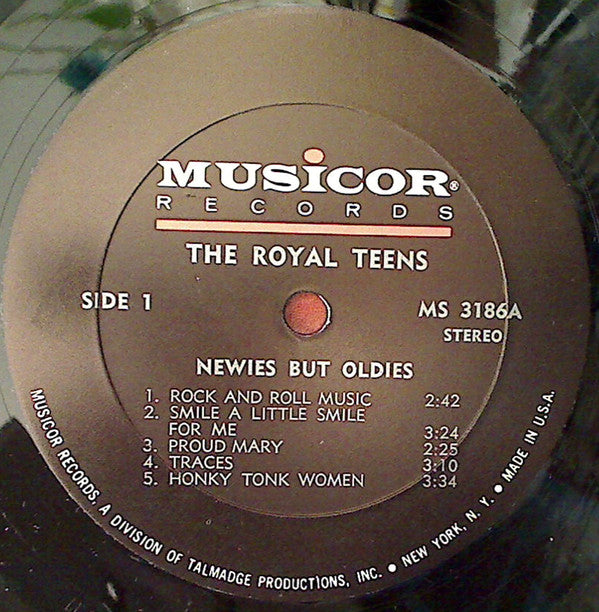 MUSICOR®
RECORDS
THE ROYAL TEENS
SIDE 1
MS 3186A
STEREO
NEWIES BUT OLDIES
1. ROCK AND ROLL MUSIC 2:42
2. SMILE A LITTLE SMILE
FOR ME 3:24
3. PROUD MARY 2:25
4. TRACES 3:10
5. HONKY TONK WOMEN 3:34
MUSICOR RECORDS, A DIVISION OF TALMADGE PRODUCTIONS, INC. ● NEW YORK, N. Y. ● MADE IN U.S.A.